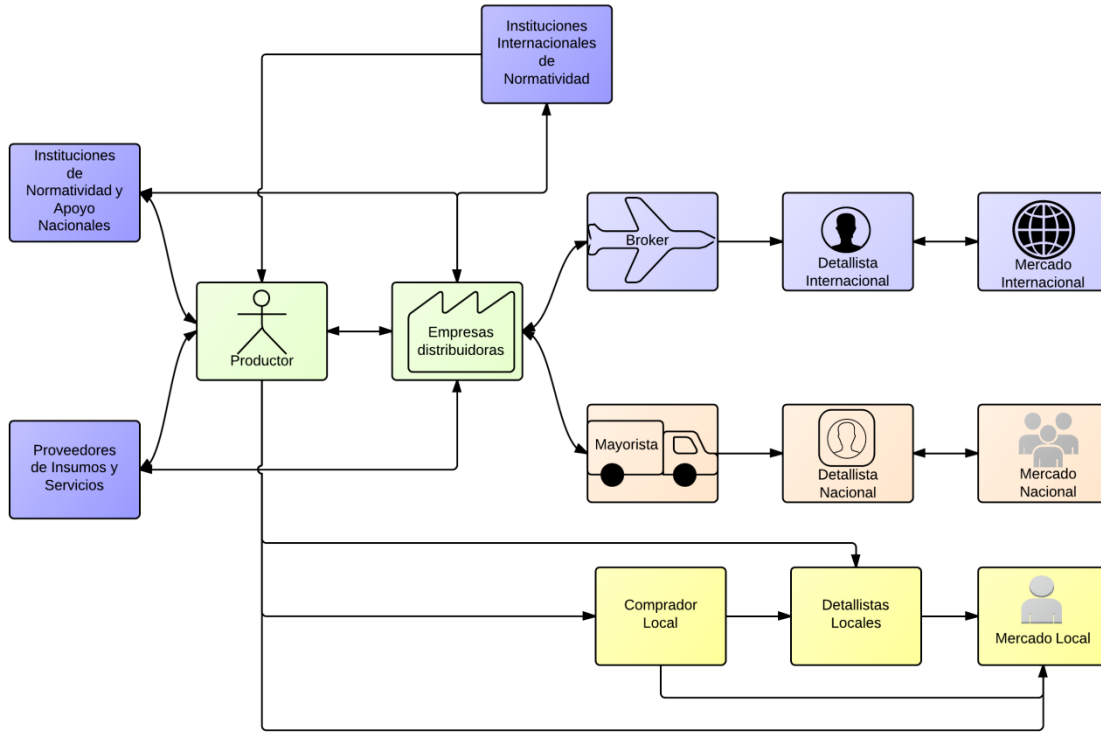 Instituciones
Internacionales
de
Normatividad
Instituciones
de
Normatividad y
Apoyo
Nacionales
Broker
Detallista
Internacional
Mercado
Internacional
Productor
Empresas
distribuidoras
Proveedores
de Insumos y
Servicios
Mayorista
Detallista
Nacional
Mercado
Nacional
Comprador
Local
Detallistas
Locales
Mercado Local